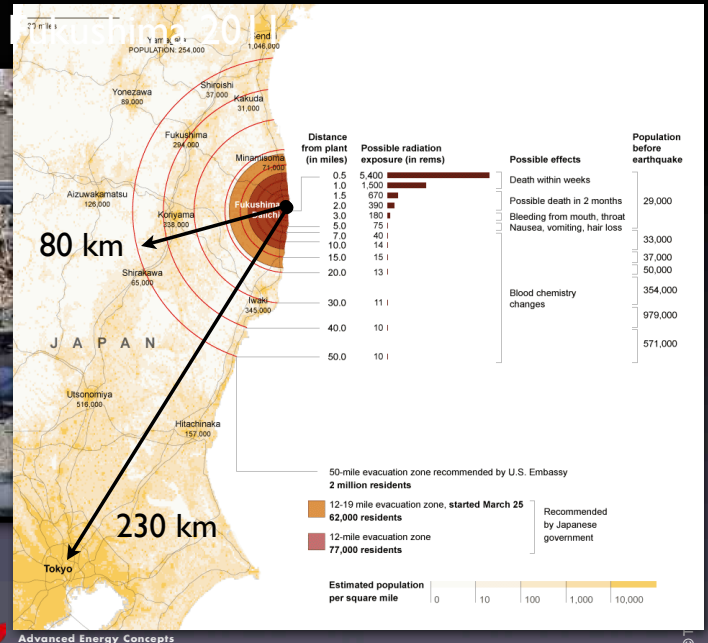 Fukushima 2011
20 miles
POPULATION: 254,000
1,046,000
Shiroishi
37,000
Yonezawa
89,000
Kakuda
31,000
Fukushima
294,000
Minamisoma
71,000
Aizuwakamatsu
126,000
Koriyama
338,000
Fukushima
Daiichi
80 km
Shirakawa
65,000
Iwaki
345,000
JAPAN
Utsonomiya
516,000
Hitachinaka
157,000
230 km
Tokyo
Distance
from plant
(in miles)
Possible radiation
exposure (in rems)
Possible effects
Population
before
earthquake
0.5 5,400
1.0 1,500
Death within weeks
1.5 670
2.0 390
Possible death in 2 months
29,000
3.0 180
Bleeding from mouth, throat
5.0 75
Nausea, vomiting, hair loss
7.0 40
10.0 14
33,000
15.0 15
37,000
20.0 13
50,000
Blood chemistry
changes
354,000
30.0 11
979,000
40.0 10
571,000
50.0 10
50-mile evacuation zone recommended by U.S. Embassy
2 million residents
12-19 mile evacuation zone, started March 25
62,000 residents
12-mile evacuation zone
77,000 residents
Recommended
by Japanese
government
Estimated population
per square mile
0 10 100 1,000 10,000
Advanced Energy Concepts